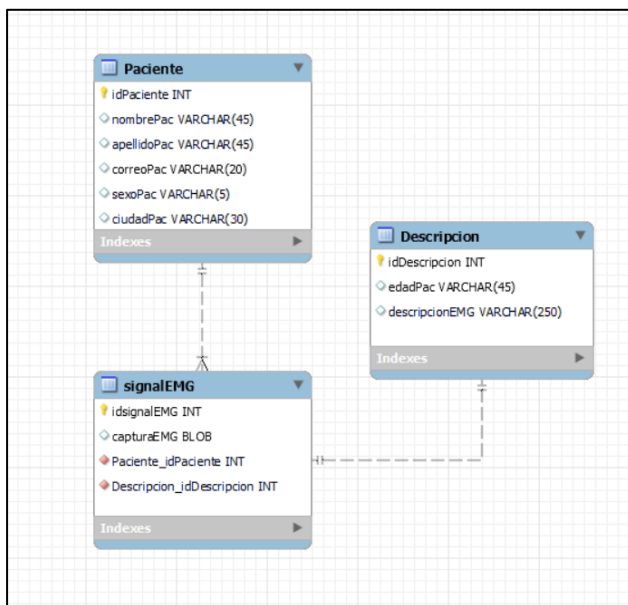 Paciente
idPaciente INT
nombrePac VARCHAR(45)
apellidoPac VARCHAR(45)
correoPac VARCHAR(20)
sexoPac VARCHAR(5)
ciudadPac VARCHAR(30)
Indexes
Descripcion
idDescripcion INT
edadPac VARCHAR(45)
descripcionEMG VARCHAR(250)
Indexes
signalEMG
idsignalEMG INT
capturaEMG BLOB
Paciente_idPaciente INT
Descripcion_idDescripcion INT
Indexes